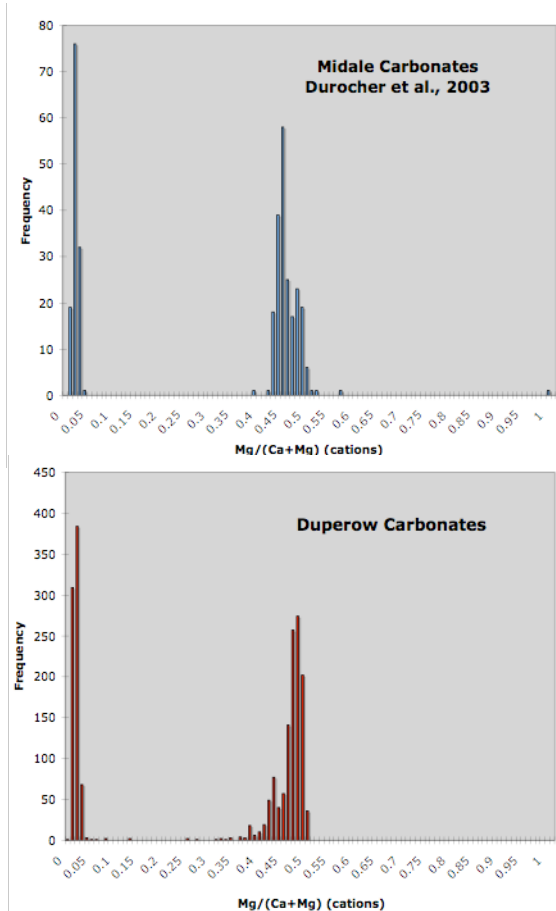 80
70
60
50
40
30
20
10
0
Frequency
Midale Carbonates
Durocher et al., 2003
0 0.05 0.1 0.15 0.2 0.25 0.3 0.35 0.4 0.45 0.5 0.55 0.6 0.65 0.7 0.75 0.8 0.85 0.9 0.95 1
Mg/(Ca+Mg) (cations)
450
400
350
300
250
200
150
100
50
0
Frequency
Duperow Carbonates
0 0.05 0.1 0.15 0.2 0.25 0.3 0.35 0.4 0.45 0.5 0.55 0.6 0.65 0.7 0.75 0.8 0.85 0.9 0.95 1
Mg/(Ca+Mg) (cations)